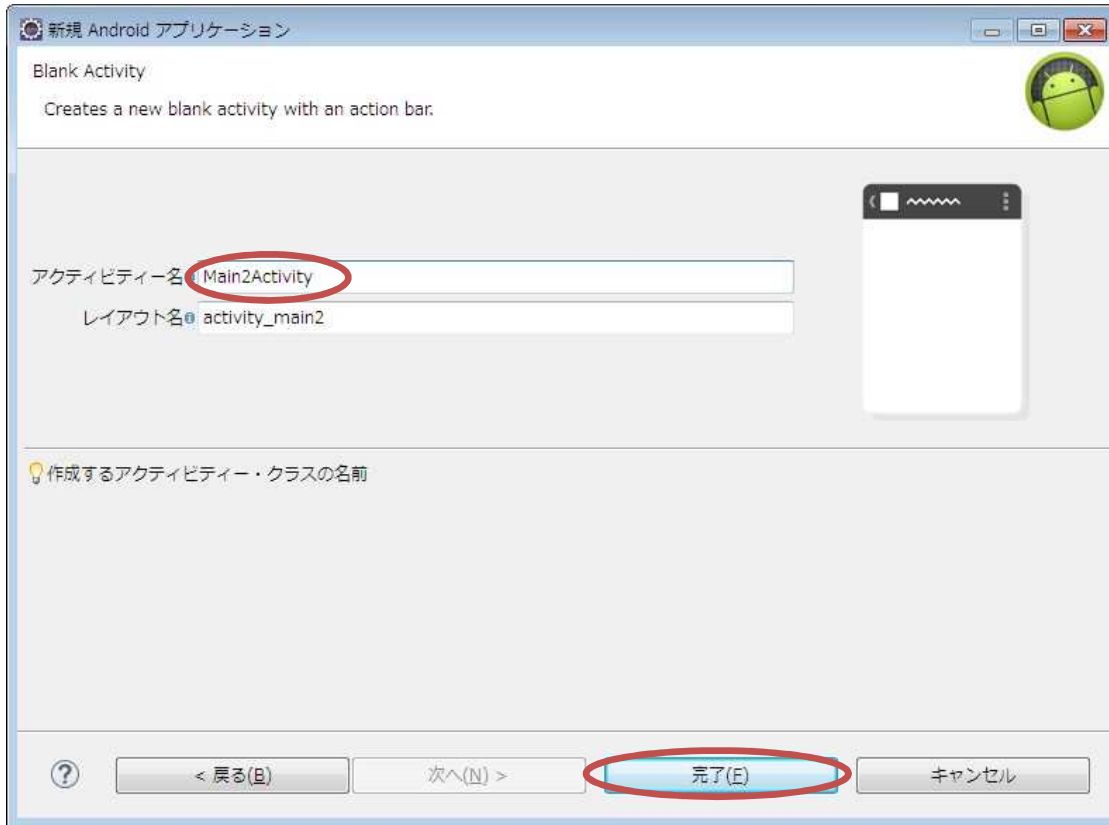 新規 Android アプリケーション
Blank Activity
Creates a new blank activity with an action bar.
アクティビティー名 Main2Activity
レイアウト名 activity_main2
作成するアクティビティー・クラスの名前
< 戻る(B)
次へ(N) >
完了(F)
キャンセル